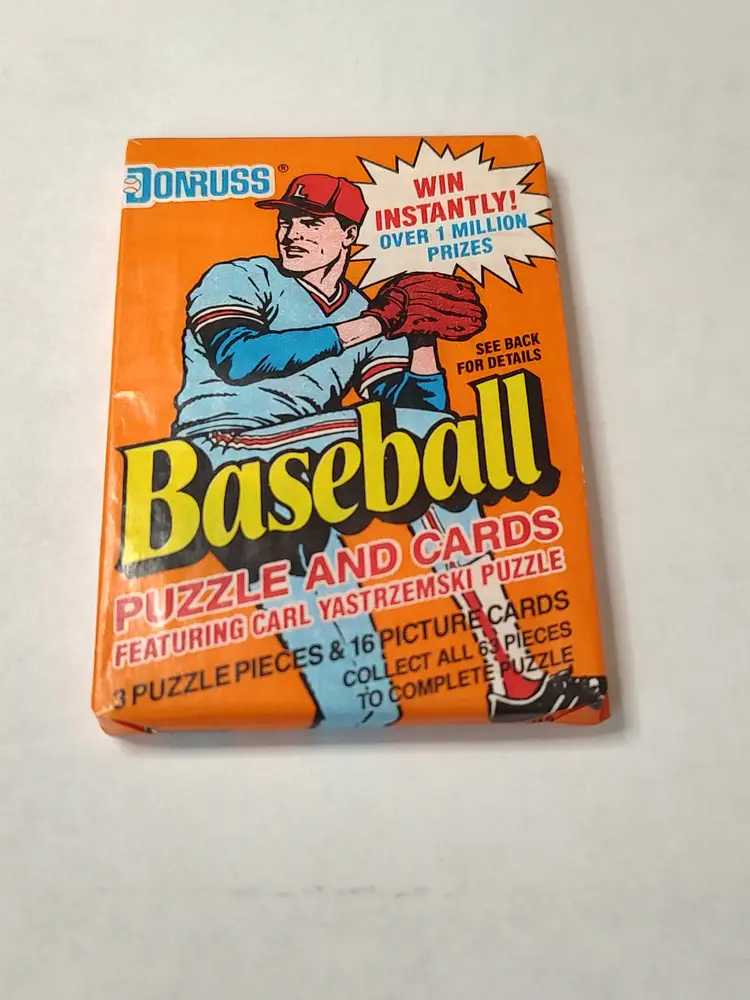 DONRUSS®
L
WIN
INSTANTLY!
OVER 1 MILLION
PRIZES
SEE BACK
FOR DETAILS
Baseball
PUZZLE AND CARDS
FEATURING CARL YASTRZEMSKI PUZZLE
3 PUZZLE PIECES & 16 PICTURE CARDS
COLLECT ALL 63 PIECES
TO COMPLETE PUZZLE